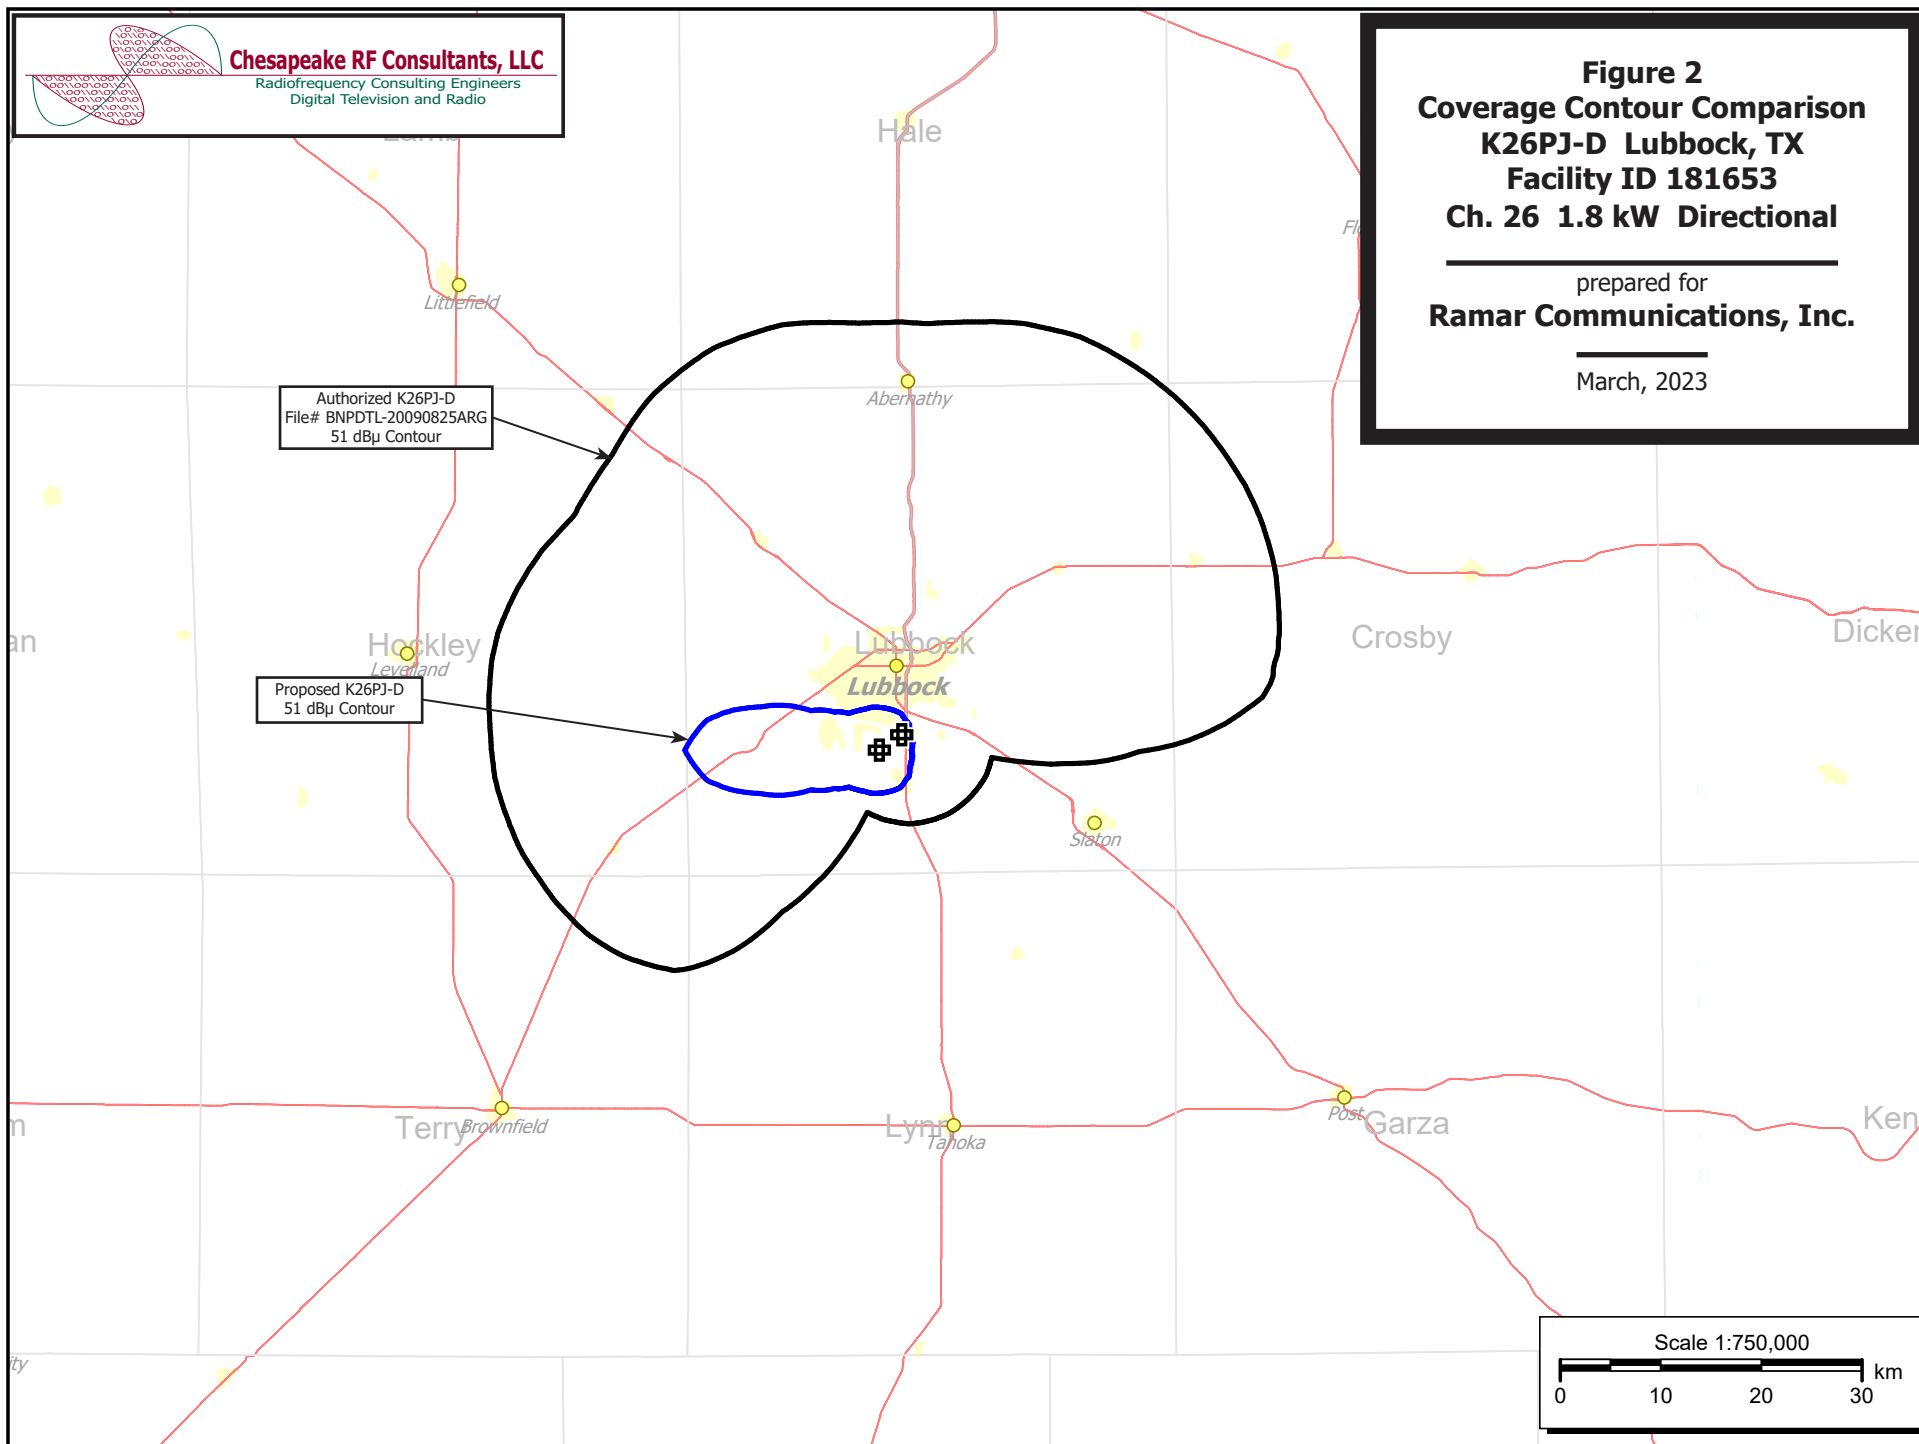 Chesapeake RF Consultants, LLC
Radiofrequency Consulting Engineers
Digital Television and Radio
Figure 2
Coverage Contour Comparison
K26PJ-D Lubbock, TX
Facility ID 181653
Ch. 26 1.8 kW Directional
prepared for
Ramar Communications, Inc.
March, 2023
Hale
Littlefield
Abernathy
Authorized K26PJ-D
File# BNPDTL-20090825ARG
51 dBµ Contour
Hockley
Levelland
Lubbock
Lubbock
Crosby
Proposed K26PJ-D
51 dBµ Contour
Slaton
Terry
Brownfield
Lynn
Tahoka
Post
Garza
Scale 1:750,000
km
0 10 20 30